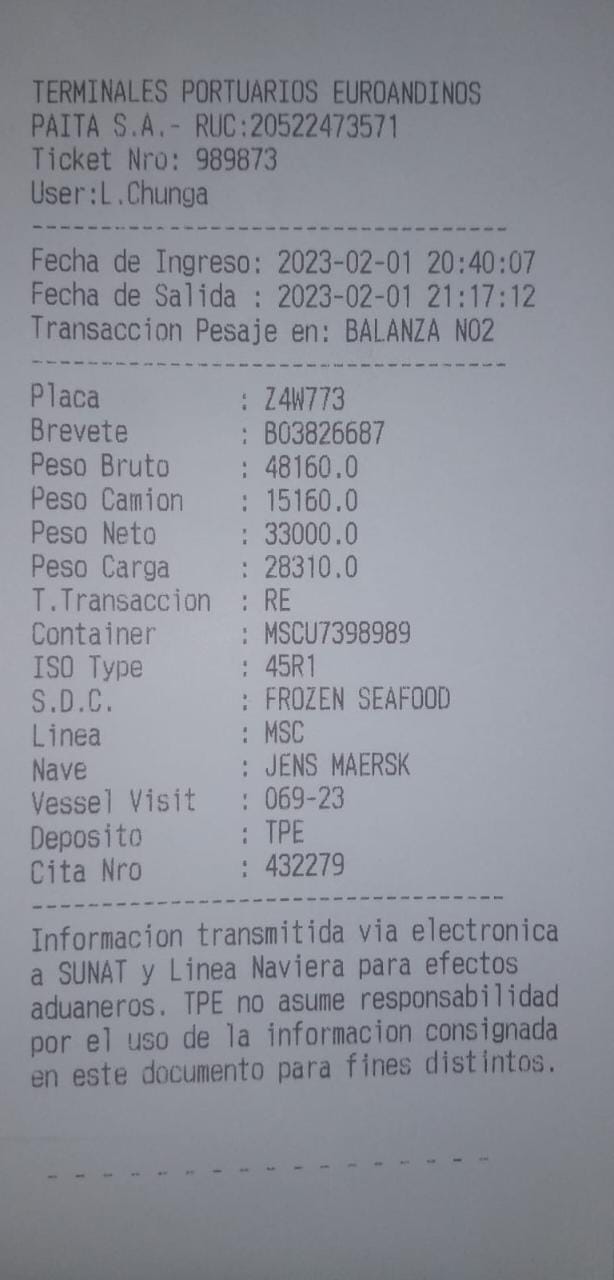 TERMINALES PORTUARIOS EUROANDINOS
PAITA S.A.- RUC:20522473571
Ticket Nro: 989873
User:L.Chunga
Fecha de Ingreso: 2023-02-01 20:40:07
Fecha de Salida : 2023-02-01 21:17:12
Transaccion Pesaje en: BALANZA NO2
Placa : Z4W773
Brevete : B03826687
Peso Bruto : 48160.0
Peso Camion : 15160.0
Peso Neto : 33000.0
Peso Carga : 28310.0
T.Transaccion : RE
Container : MSCU7398989
ISO Type : 45R1
S.D.C. : FROZEN SEAFOOD
Linea : MSC
Nave : JENS MAERSK
Vessel Visit : 069-23
Deposito : TPE
Cita Nro : 432279
Informacion transmitida via electronica
a SUNAT y Linea Naviera para efectos
aduaneros. TPE no asume responsabilidad
por el uso de la informacion consignada
en este documento para fines distintos.